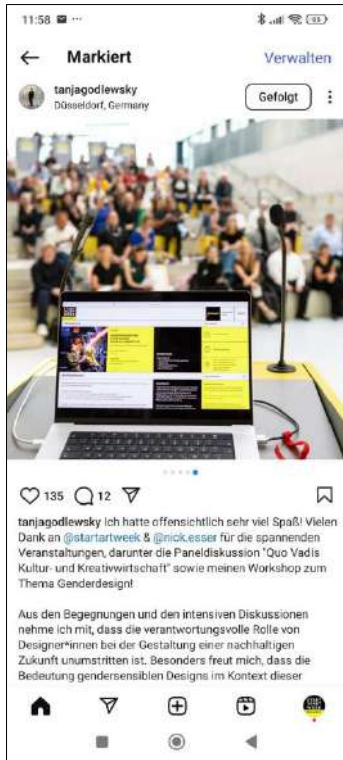 11:58
Markiert
Verwalten
tanjagodlewsky
Düsseldorf, Germany
Gefolgt
135
12
tanjagodlewsky Ich hatte offensichtlich sehr viel Spaß! Vielen
Dank an @startartweek & @nick.esser für die spannenden
Veranstaltungen, darunter die Paneldiskussion "Quo Vadis
Kultur- und Kreativwirtschaft" sowie meinen Workshop zum
Thema Genderdesign!
Aus den Begegnungen und den intensiven Diskussionen
nehme ich mit, dass die verantwortungsvolle Rolle von
Designer*innen bei der Gestaltung einer nachhaltigen
Zukunft unumstritten ist. Besonders freut mich, dass die
Bedeutung gendersensiblen Designs im Kontext dieser